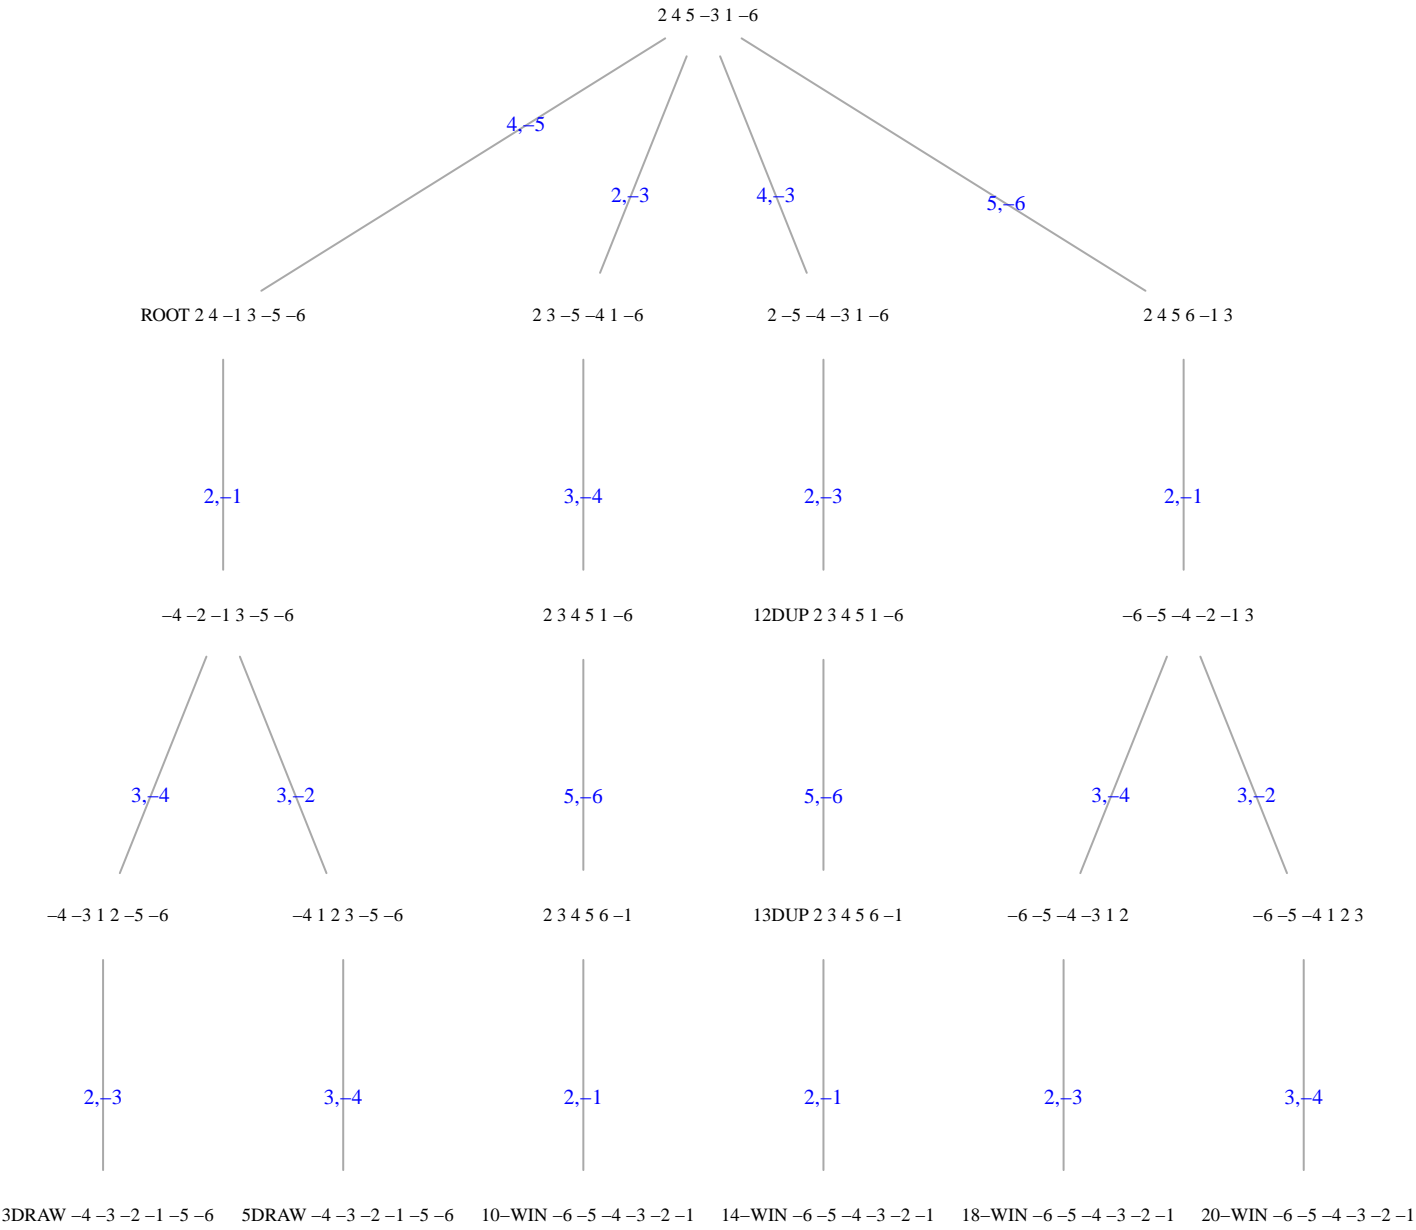 2 4 5 –3 1 –6
4,–5
2,–3 4,–3 5,–6
ROOT 2 4 –1 3 –5 –6 2 3 –5 –4 1 –6 2 –5 –4 –3 1 –6 2 4 5 6 –1 3
2,–1 3,–4 2,–3 2,–1
–4 –2 –1 3 –5 –6 2 3 4 5 1 –6 12DUP 2 3 4 5 1 –6 –6 –5 –4 –2 –1 3
3,–4 3,–2 5,–6 5,–6 3,–4 3,–2
–4 –3 1 2 –5 –6 –4 1 2 3 –5 –6 2 3 4 5 6 –1 13DUP 2 3 4 5 6 –1 –6 –5 –4 –3 1 2 –6 –5 –4 1 2 3
2,–3 3,–4 2,–1 2,–1 2,–3 3,–4
3DRAW –4 –3 –2 –1 –5 –6 5DRAW –4 –3 –2 –1 –5 –6 10–WIN –6 –5 –4 –3 –2 –1 14–WIN –6 –5 –4 –3 –2 –1 18–WIN –6 –5 –4 –3 –2 –1 20–WIN –6 –5 –4 –3 –2 –1